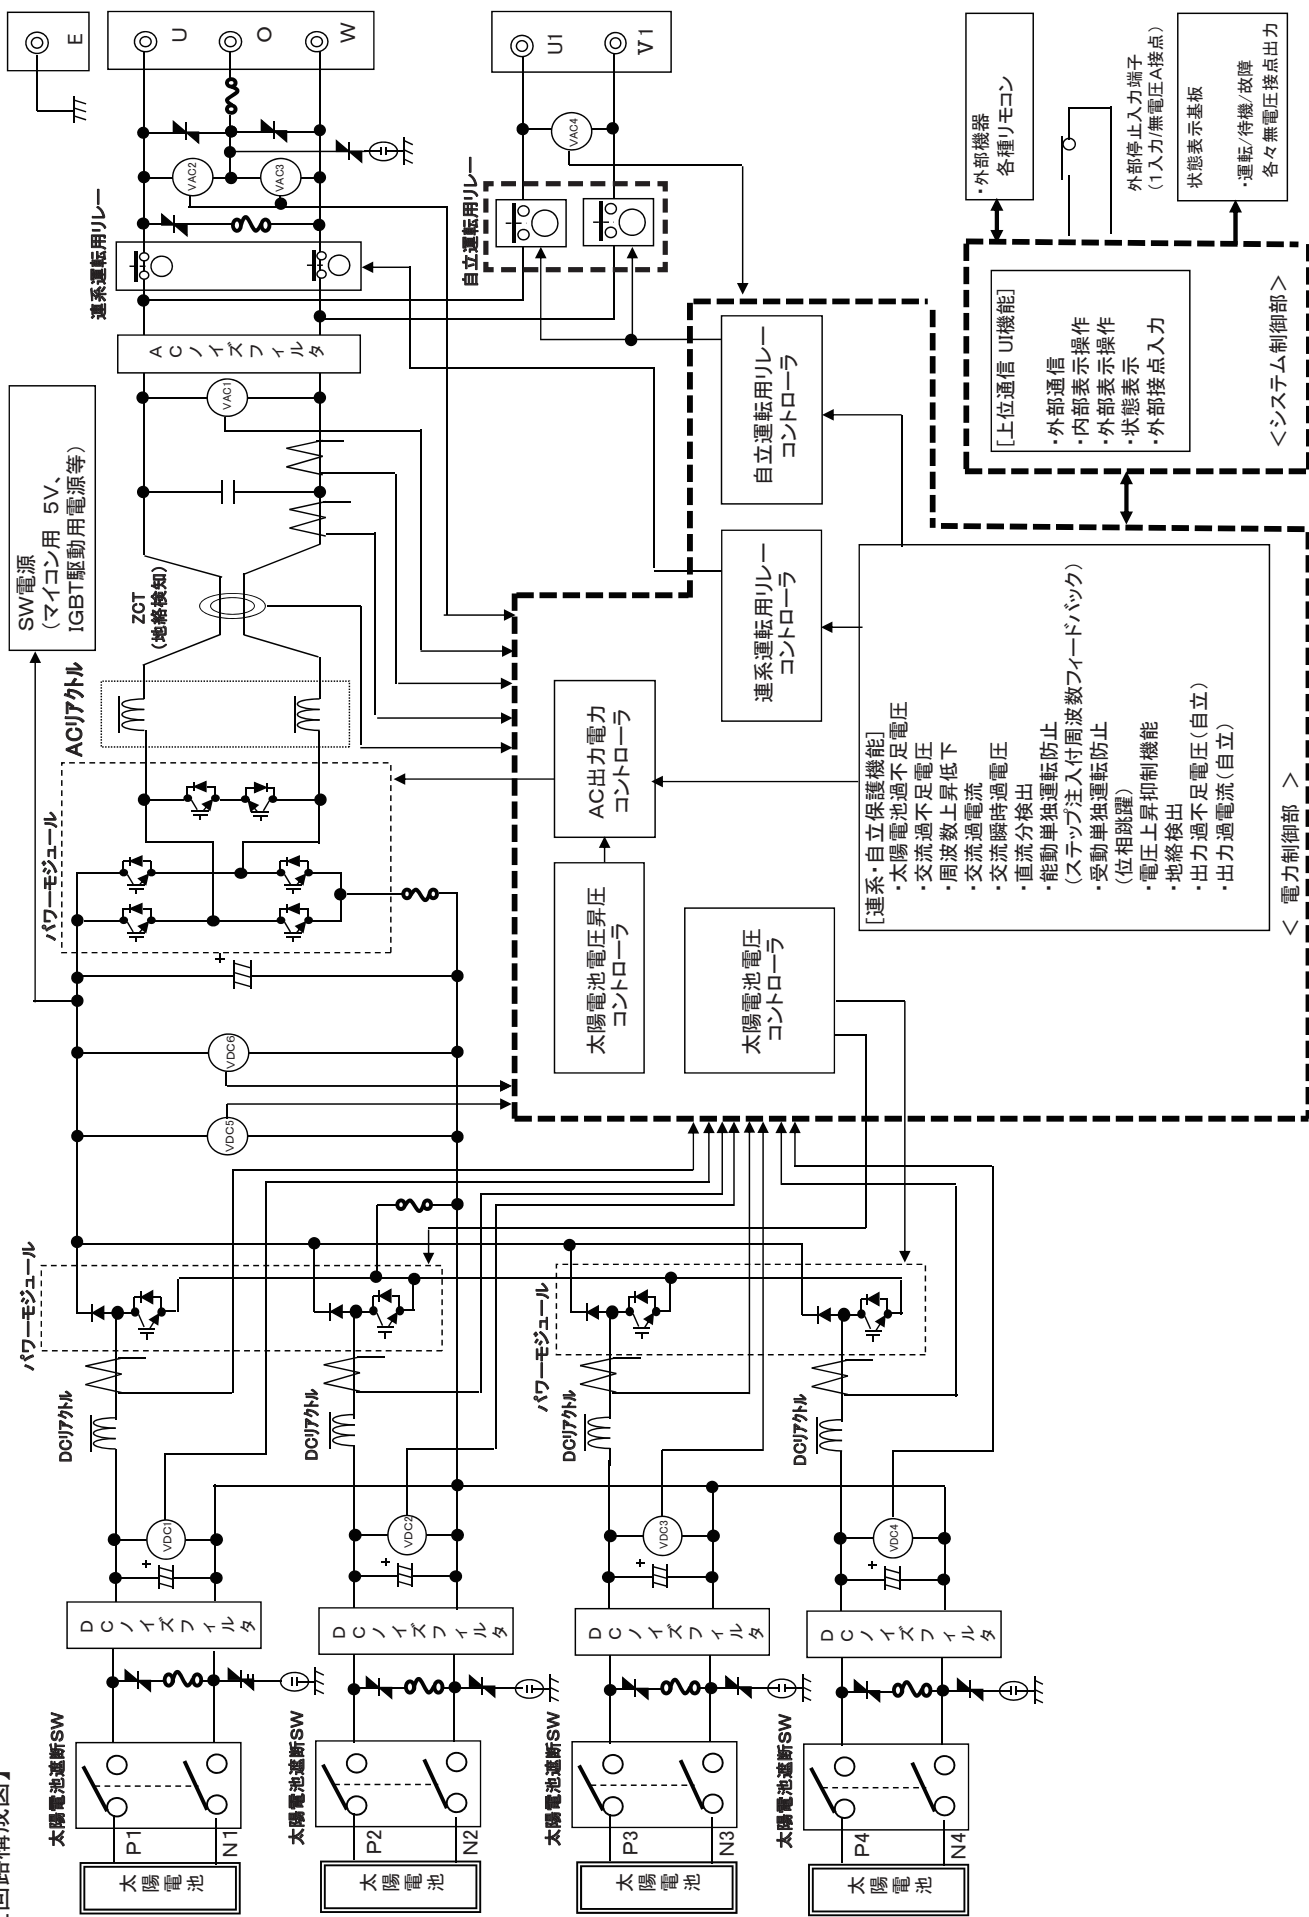 回路構成図】
太陽電池
P1
N1
太陽電池遮断SW
DCノイズフィルタ
+
VDC1
DCリアクトル
パワーモジュール
太陽電池
P2
N2
太陽電池遮断SW
DCノイズフィルタ
+
VDC2
DCリアクトル
太陽電池
P3
N3
太陽電池遮断SW
DCノイズフィルタ
+
VDC3
DCリアクトル
パワーモジュール
太陽電池
P4
N4
太陽電池遮断SW
DCノイズフィルタ
+
VDC4
DCリアクトル
VDC5
VDC6
+
パワーモジュール
ACリアクトル
SW電源
(マイコン用 5V、
IGBT駆動用電源等)
ZCT
(地絡検知)
VAC1
ACノイズフィルタ
連系運転用リレー
VAC2
VAC3
E
U
O
W
自立運転用リレー
VAC4
U1
V1
太陽電池電圧昇圧
コントローラ
AC出力電力
コントローラ
太陽電池電圧
コントローラ
連系運転用リレー
コントローラ
自立運転用リレー
コントローラ
[連系・自立保護機能]
・太陽電池過不足電圧
・交流過不足電圧
・周波数上昇低下
・交流過電流
・交流瞬時過電圧
・直流分検出
・能動単独運転防止
(ステップ注入付周波数フィードバック)
・受動単独運転防止
(位相跳躍)
・電圧上昇抑制機能
・地絡検出
・出力過不足電圧(自立)
・出力過電流(自立)
< 電力制御部 >
[上位通信 UI機能]
・外部通信
・内部表示操作
・外部表示操作
・状態表示
・外部接点入力
<システム制御部>
・外部機器
各種リモコン
外部停止入力端子
(1入力/無電圧A接点)
状態表示基板
・運転/待機/故障
各々無電圧接点出力